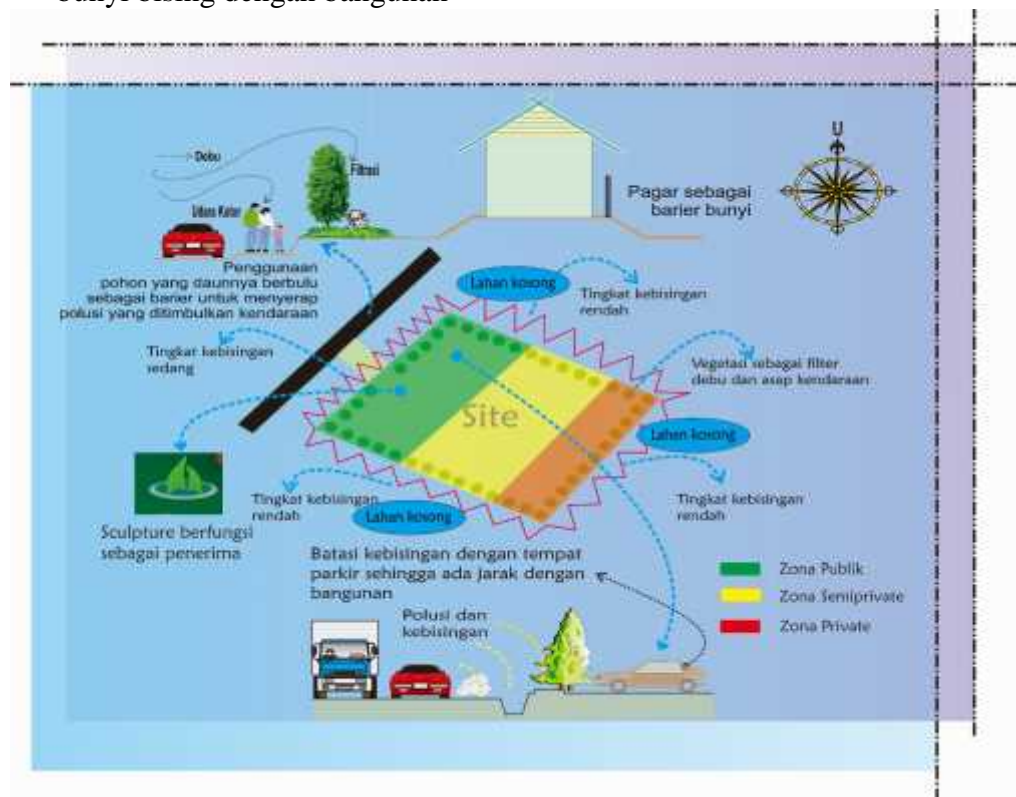 bunyi bising dengan bangunan
Debu
Filtrasi
Udara Kotor
U
Pagar sebagai
barier bunyi
Penggunaan
pohon yang daunnya berbulu
sebagai barier untuk menyerap
polusi yang ditimbulkan kendaraan
Lahan kosong
Tingkat kebisingan
rendah
Tingkat kebisingan
sedang
Vegetasi sebagai filter
debu dan asap kendaraan
Site
Lahan kosong
Tingkat kebisingan
rendah
Lahan kosong
Tingkat kebisingan
rendah
Sculpture berfungsi
sebagai penerima
Batasi kebisingan dengan tempat
parkir sehingga ada jarak dengan
bangunan
Zona Publik
Zona Semiprivate
Zona Private
Polusi dan
kebisingan